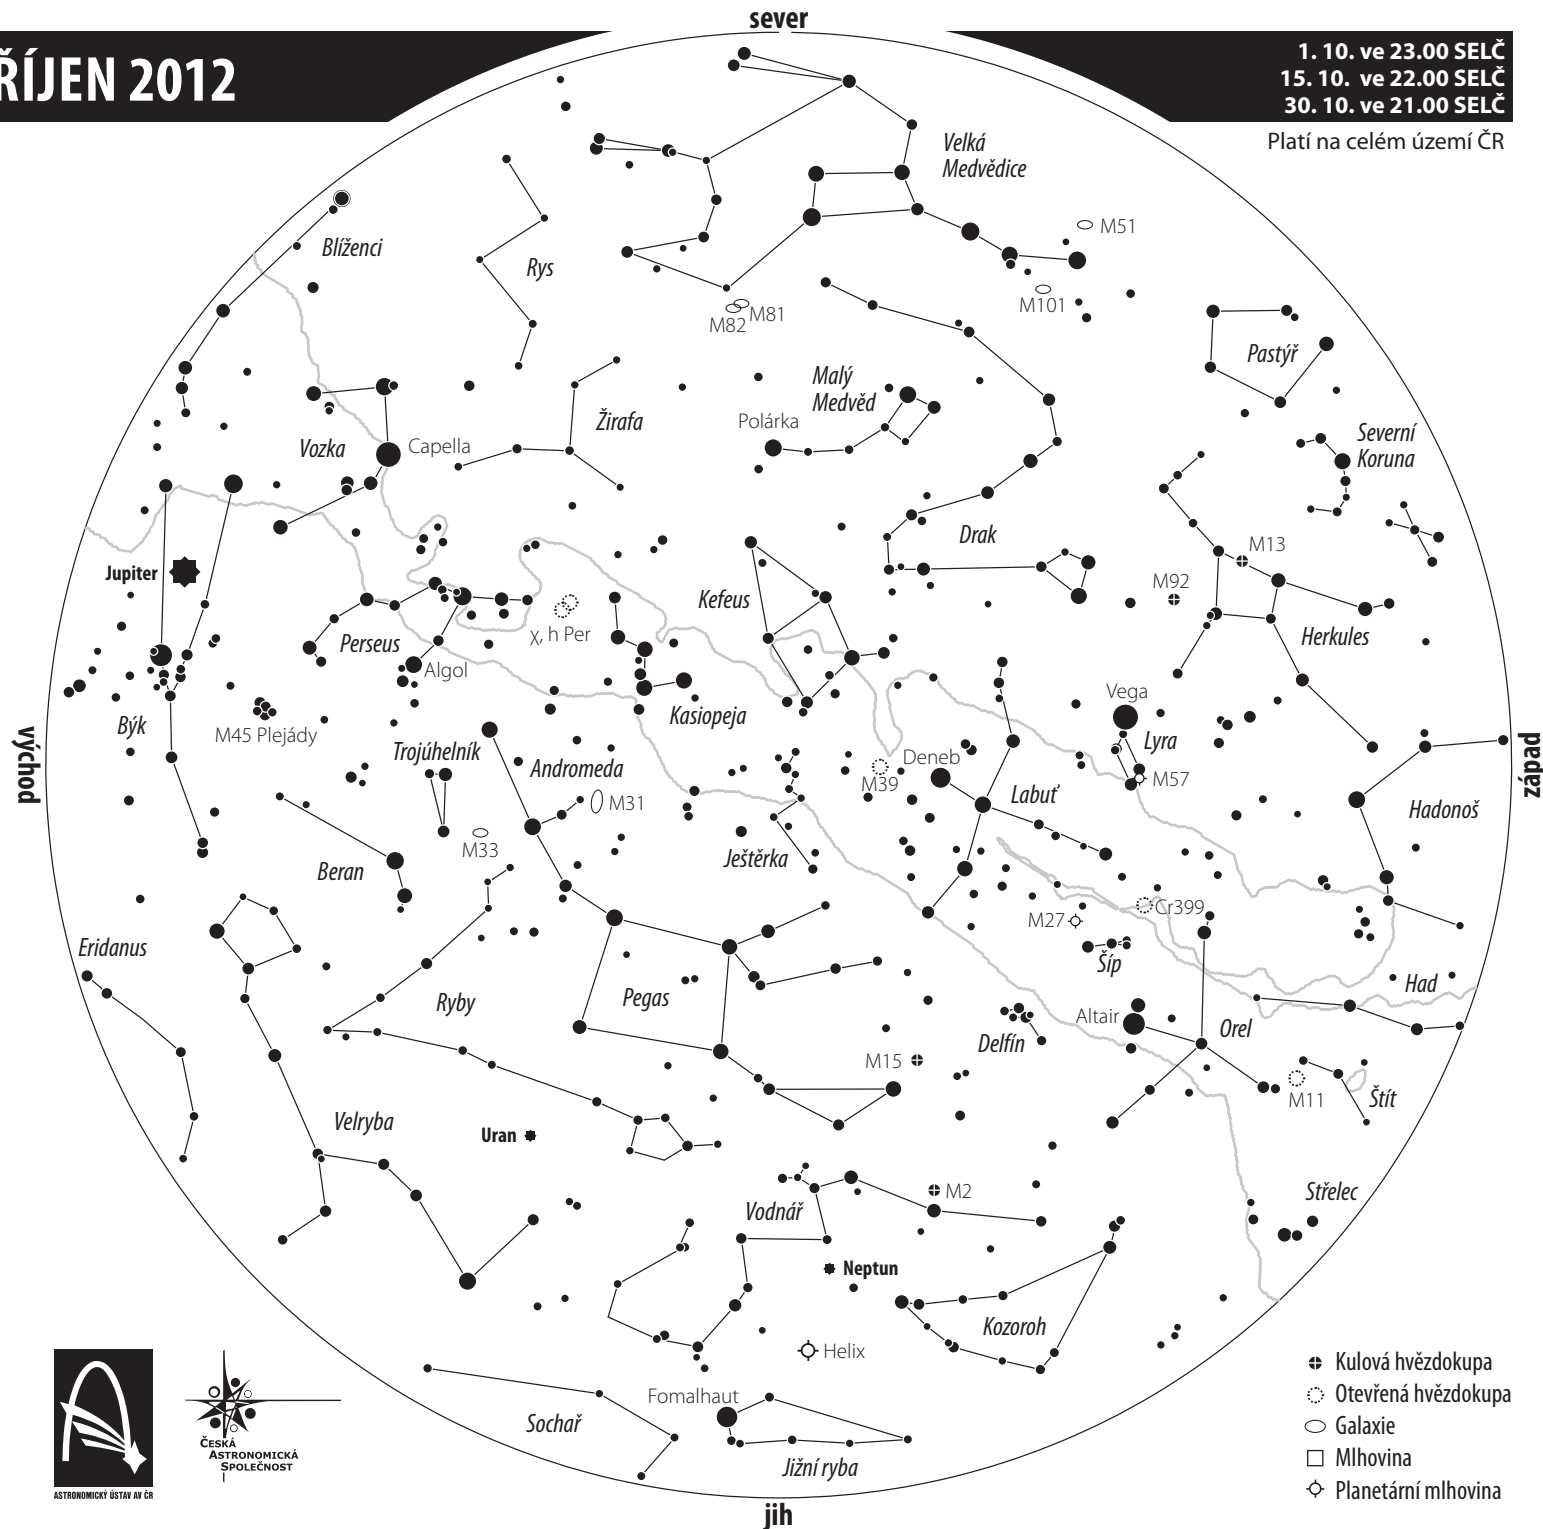 sever
ŘÍJEN 2012
1. 10. ve 23.00 SELČ
15. 10. ve 22.00 SELČ
30. 10. ve 21.00 SELČ
Platí na celém území ČR
Velká
Medvědice
M51
Blíženci
Rys
M101
M81
M82
Pastýř
Malý
Medvěd
Žirafa
Polárka
Severní
Koruna
Vozka
Capella
Drak
M13
Jupiter
M92
Kefeus
χ, h Per
Perseus
Herkules
Algol
Vega
Kasiopeja
Býk
M45 Plejády
Lyra
Trojúhelník
Andromeda
Deneb
východ
západ
M57
M39
Labuť
M31
Hadonoš
M33
Ještěrka
Beran
Cr399
M27
Eridanus
Šíp
Had
Ryby
Pegas
Altair
Orel
Delfín
M15
M11
Štít
Velryba
Uran
M2
Střelec
Vodnář
Neptun
Kozoroh
Helix
Fomalhaut
Sochař
Jižní ryba
jih
Kulová hvězdokupa
Otevřená hvězdokupa
Galaxie
Mlhovina
Planetární mlhovina
ČESKÁ
ASTRONOMICKÁ
SPOLEČNOST
ASTRONOMICKÝ ÚSTAV AV ČR